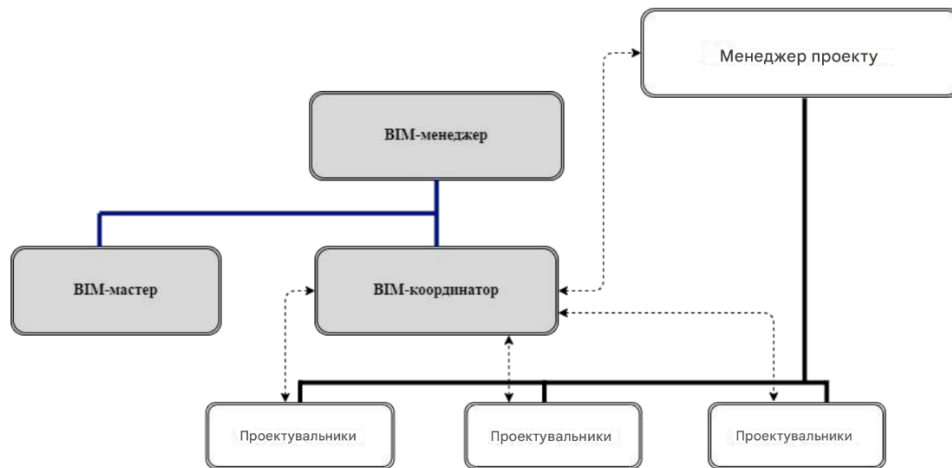 Менеджер проекту
BIM-менеджер
BIM-мастер
BIM-координатор
Проектувальники
Проектувальники
Проектувальники